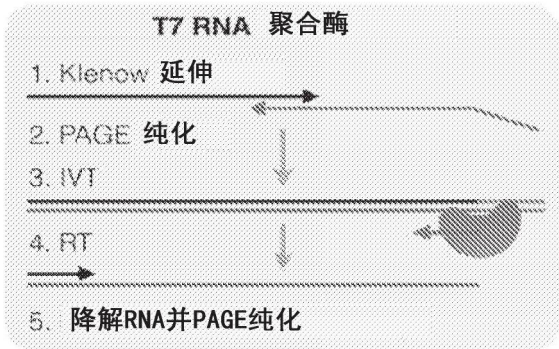 T7 RNA 聚合酶
1. Klenow 延伸
2. PAGE 纯化
3. IVT
4. RT
5. 降解RNA并PAGE纯化